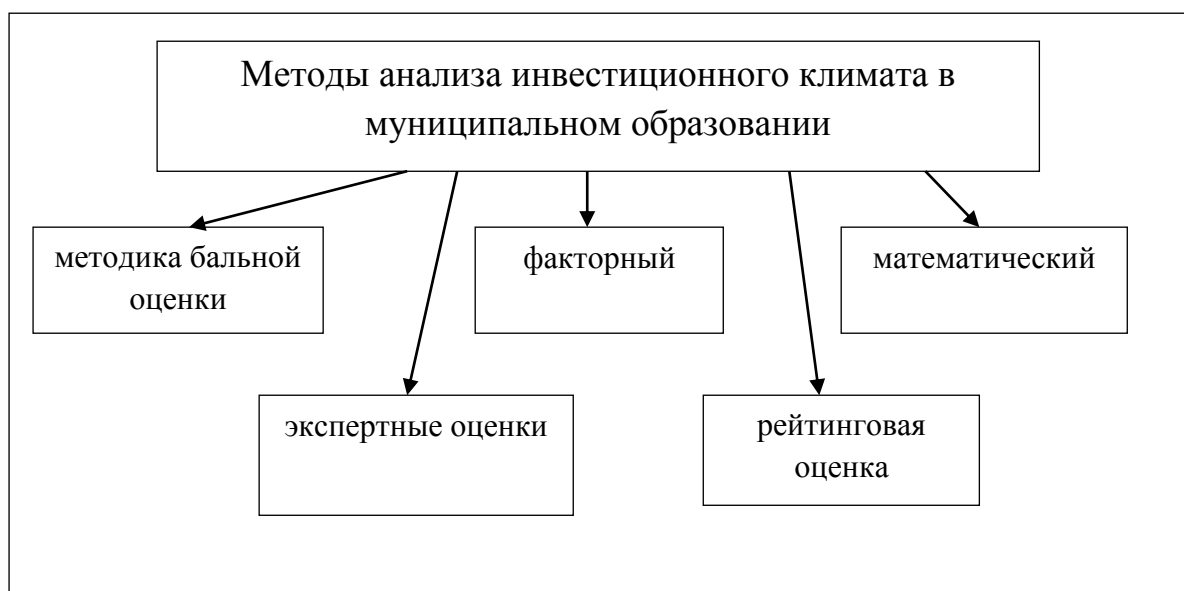 Методы анализа инвестиционного климата в
муниципальном образовании
методика бальной
оценки
факторный
математический
экспертные оценки
рейтинговая
оценка